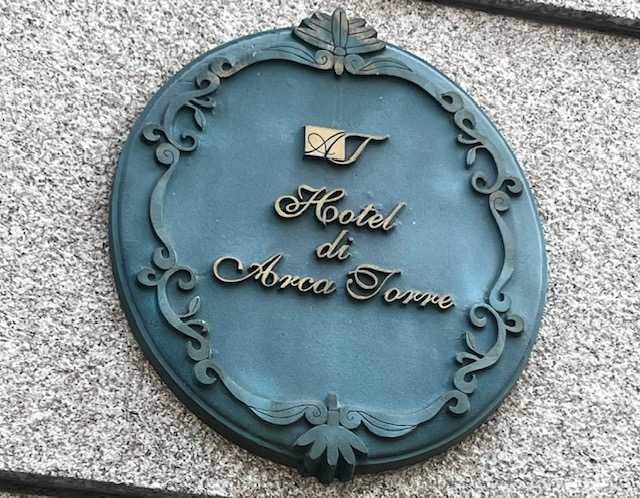 AT
Hotel
di
Arca Torre